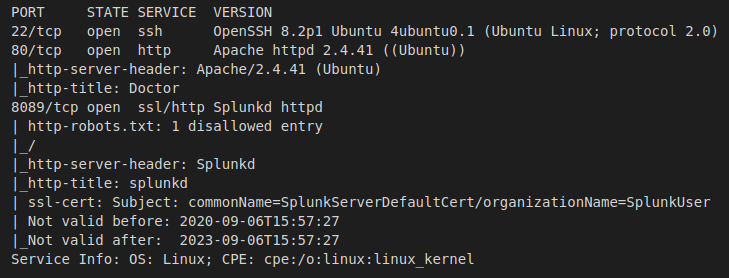 PORT     STATE SERVICE  VERSION
22/tcp   open  ssh      OpenSSH 8.2p1 Ubuntu 4ubuntu0.1 (Ubuntu Linux; protocol 2.0)
80/tcp   open  http     Apache httpd 2.4.41 ((Ubuntu))
|_http-server-header: Apache/2.4.41 (Ubuntu)
|_http-title: Doctor
8089/tcp open  ssl/http Splunkd httpd
| http-robots.txt: 1 disallowed entry
|_/
|_http-server-header: Splunkd
|_http-title: splunkd
| ssl-cert: Subject: commonName=SplunkServerDefaultCert/organizationName=SplunkUser
| Not valid before: 2020-09-06T15:57:27
|_Not valid after:  2023-09-06T15:57:27
Service Info: OS: Linux; CPE: cpe:/o:linux:linux_kernel